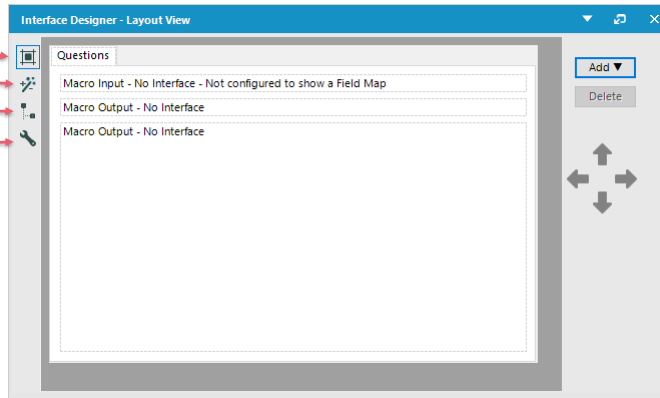 Interface Designer - Layout View
Questions
Macro Input - No Interface - Not configured to show a Field Map
Macro Output - No Interface
Macro Output - No Interface
Add ▼
Delete